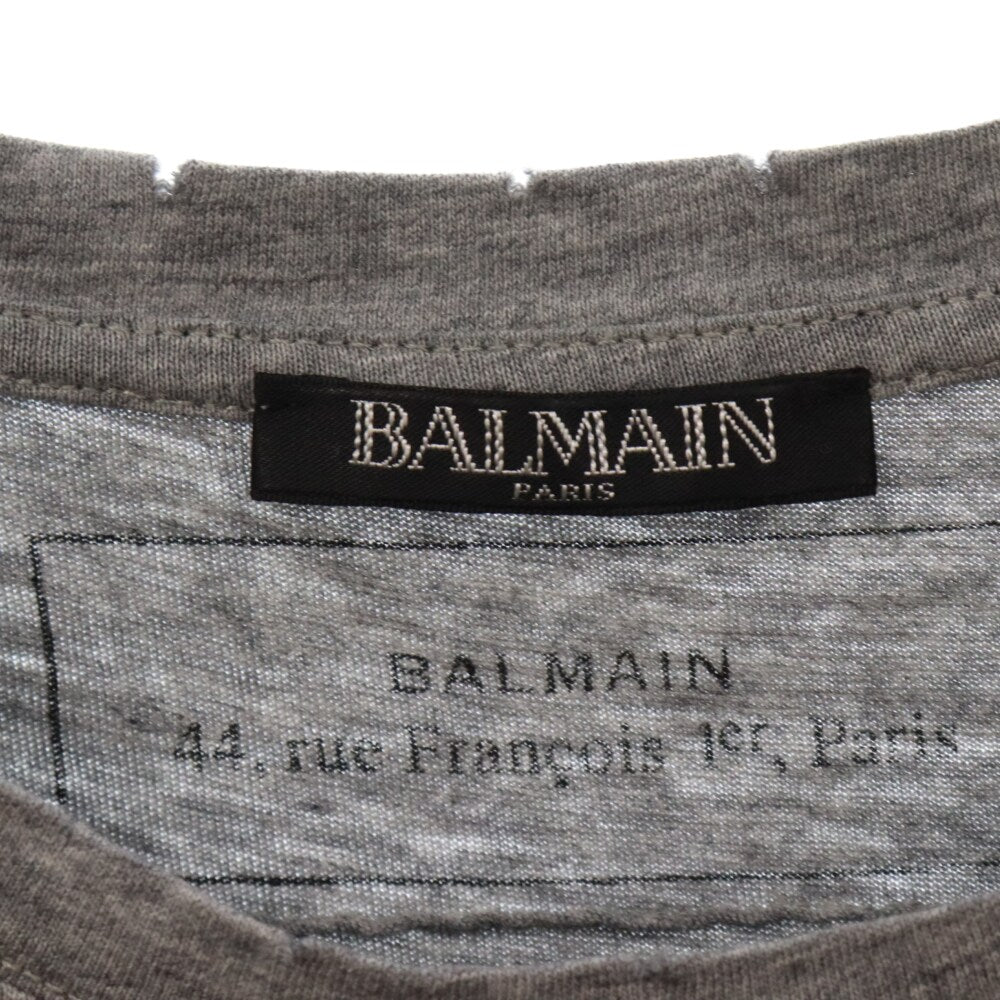 BALMAIN
PARIS
BALMAIN
44, rue François 1er, Paris